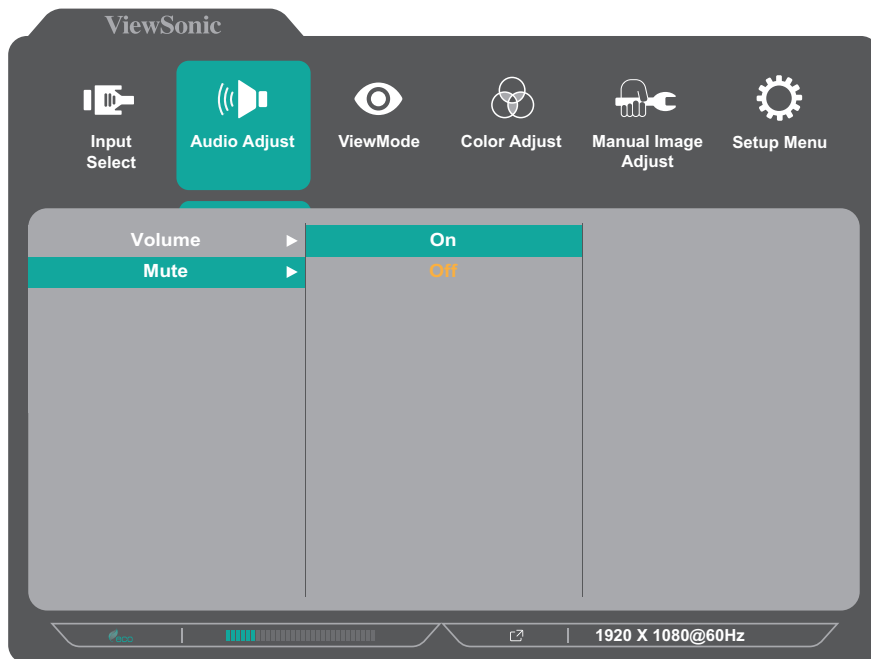 ViewSonic
Input
Select
Audio Adjust
ViewMode
Color Adjust
Manual Image
Adjust
Setup Menu
Volume
On
Mute
Off
eco
1920 X 1080@60Hz